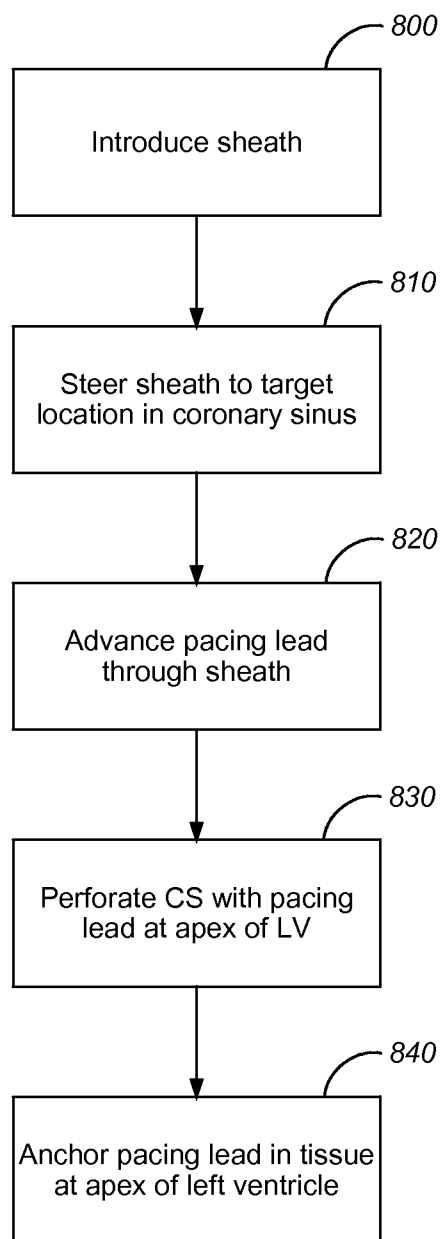 800
Introduce sheath
810
Steer sheath to target
location in coronary sinus
820
Advance pacing lead
through sheath
830
Perforate CS with pacing
lead at apex of LV
840
Anchor pacing lead in tissue
at apex of left ventricle